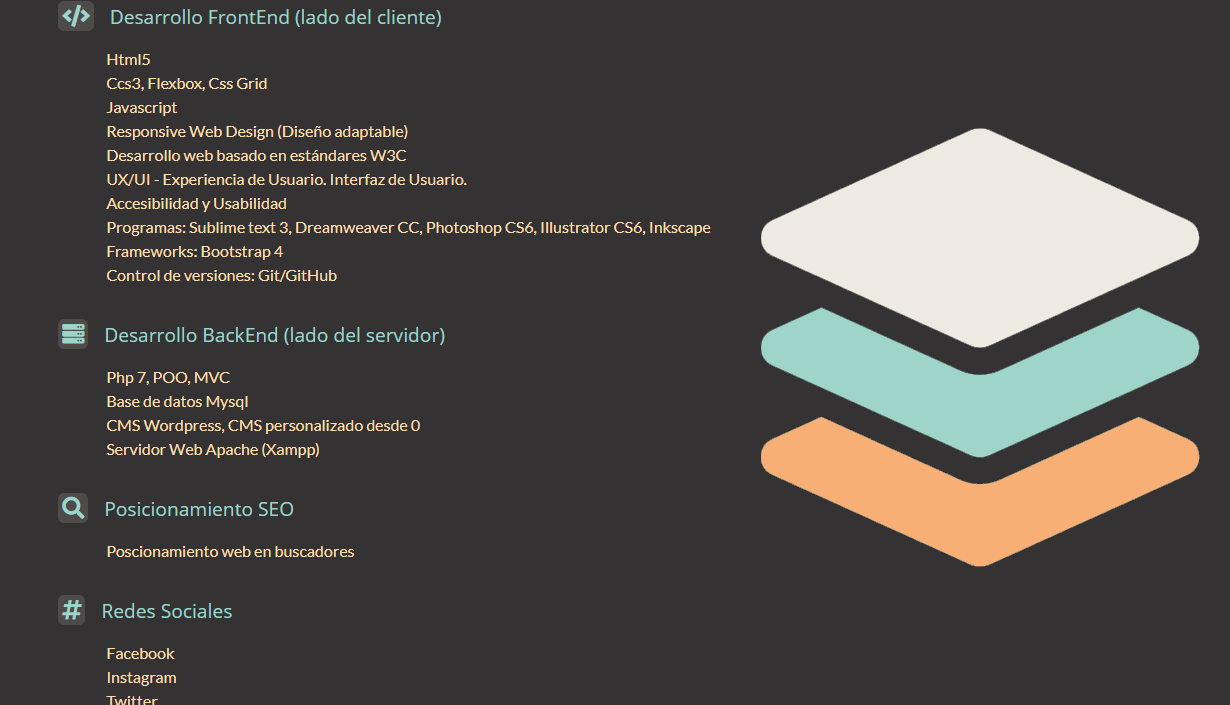 Desarrollo FrontEnd (lado del cliente)
Html5
Ccs3, Flexbox, Css Grid
Javascript
Responsive Web Design (Diseño adaptable)
Desarrollo web basado en estándares W3C
UX/UI - Experiencia de Usuario. Interfaz de Usuario.
Accesibilidad y Usabilidad
Programas: Sublime text 3, Dreamweaver CC, Photoshop CS6, Illustrator CS6, Inkscape
Frameworks: Bootstrap 4
Control de versiones: Git/GitHub
Desarrollo BackEnd (lado del servidor)
Php 7, POO, MVC
Base de datos Mysql
CMS Wordpress, CMS personalizado desde 0
Servidor Web Apache (Xampp)
Posicionamiento SEO
Poscionamiento web en buscadores
Redes Sociales
Facebook
Instagram
Twitter